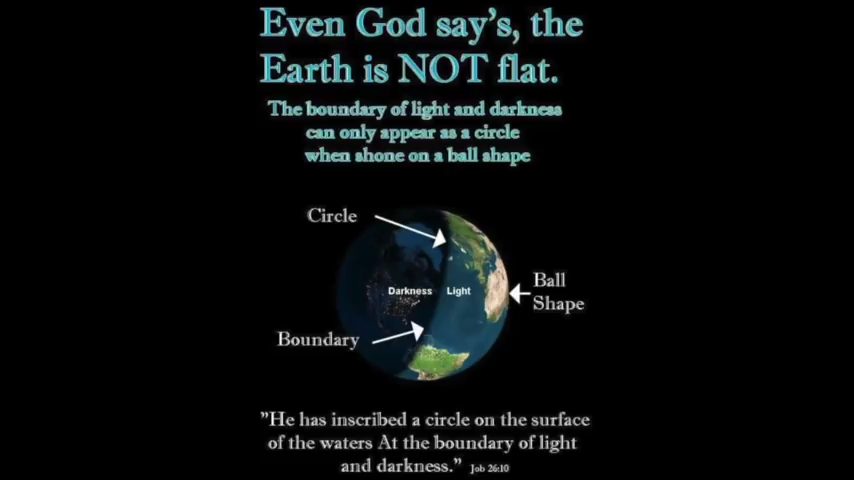 Even God say's, the
Earth is NOT flat.
The boundary of light and darkness
can only appear as a circle
when shone on a ball shape
Circle
Darkness Light
Ball
Shape
Boundary
"He has inscribed a circle on the surface
of the waters At the boundary of light
and darkness." Job 26:10